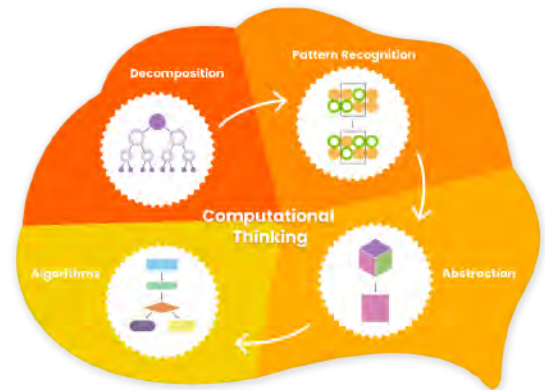 Decomposition
Pattern Recognition
Computational
Thinking
Algorithms
Abstraction